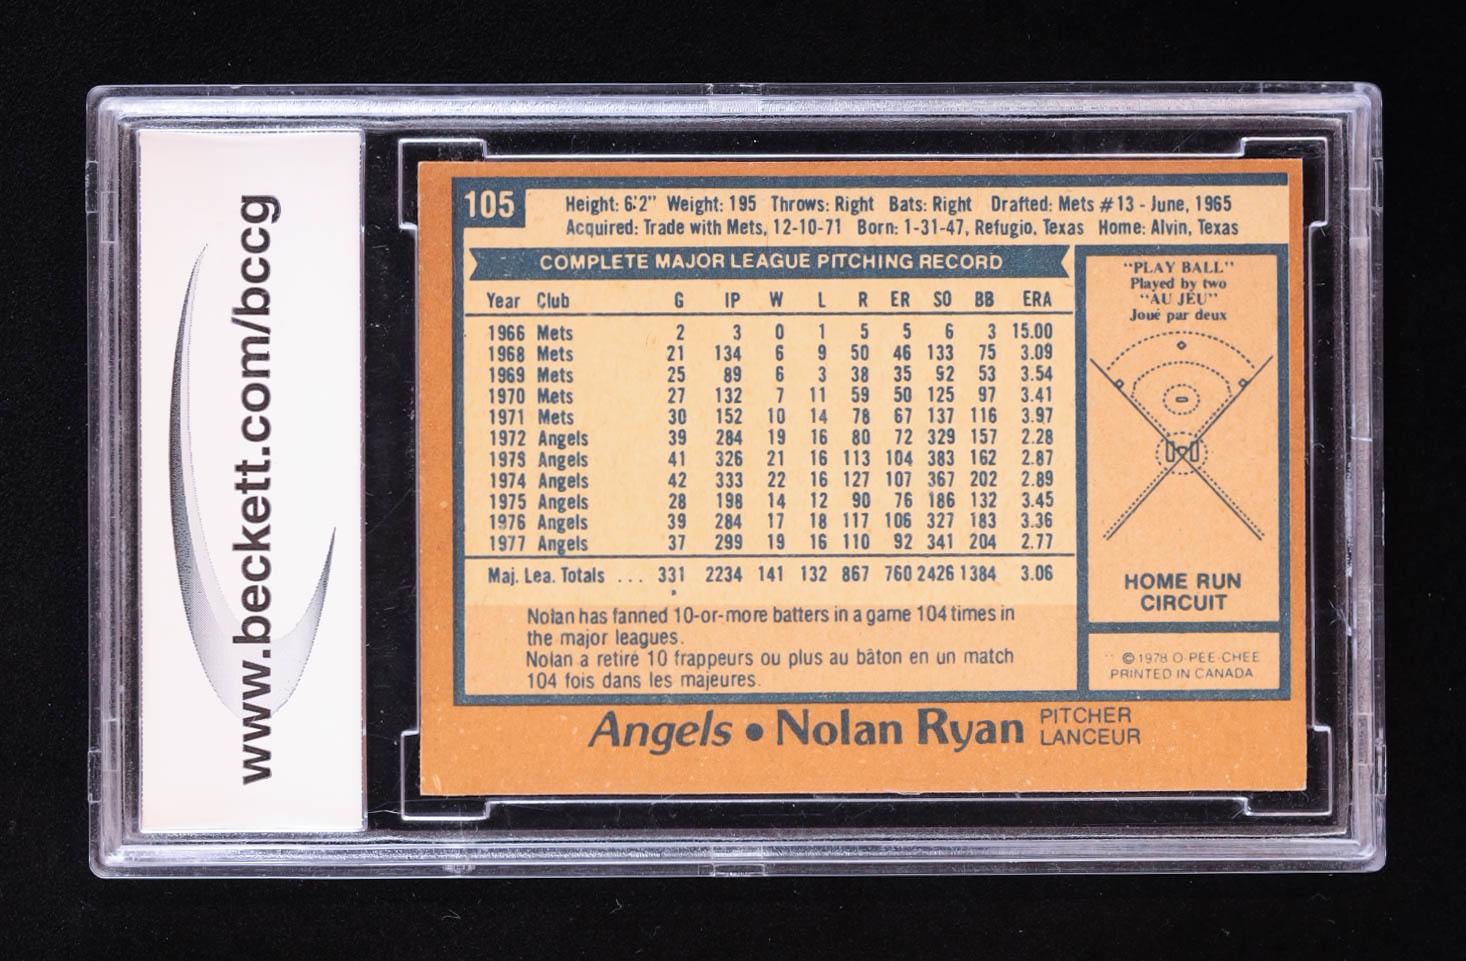 www.beckett.com/bccg
105
Height: 6'2" Weight: 195 Throws: Right Bats: Right Drafted: Mets #13 - June, 1965
Acquired: Trade with Mets, 12-10-71 Born: 1-31-47, Refugio, Texas Home: Alvin, Texas
COMPLETE MAJOR LEAGUE PITCHING RECORD
Year Club G IP W L R ER SO BB ERA
1966 Mets 2 3 0 1 5 5 6 3 15.00
1968 Mets 21 134 6 9 50 46 133 75 3.09
1969 Mets 25 89 6 3 38 35 92 53 3.54
1970 Mets 27 132 7 11 59 50 125 97 3.41
1971 Mets 30 152 10 14 78 67 137 116 3.97
1972 Angels 39 284 19 16 80 72 329 157 2.28
1973 Angels 41 326 21 16 113 104 383 162 2.87
1974 Angels 42 333 22 16 127 107 367 202 2.89
1975 Angels 28 198 14 12 90 76 186 132 3.45
1976 Angels 39 284 17 18 117 106 327 183 3.36
1977 Angels 37 299 19 16 110 92 341 204 2.77
Maj. Lea. Totals ... 331 2234 141 132 867 760 2426 1384 3.06
Nolan has fanned 10-or-more batters in a game 104 times in
the major leagues.
Nolan a retiré 10 frappeurs ou plus au bâton en un match
104 fois dans les majeures.
"PLAY BALL"
Played by two
"AU JEU"
Joué par deux
HOME RUN
CIRCUIT
©1978 O-PEE-CHEE
PRINTED IN CANADA
Angels • Nolan Ryan PITCHER
LANCEUR